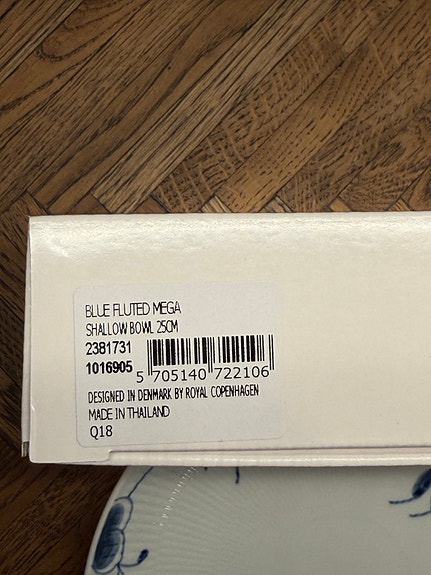 BLUE FLUTED MEGA
SHALLOW BOWL 25CM
2381731
1016905
5 705140 722106
DESIGNED IN DENMARK BY ROYAL COPENHAGEN
MADE IN THAILAND
Q18